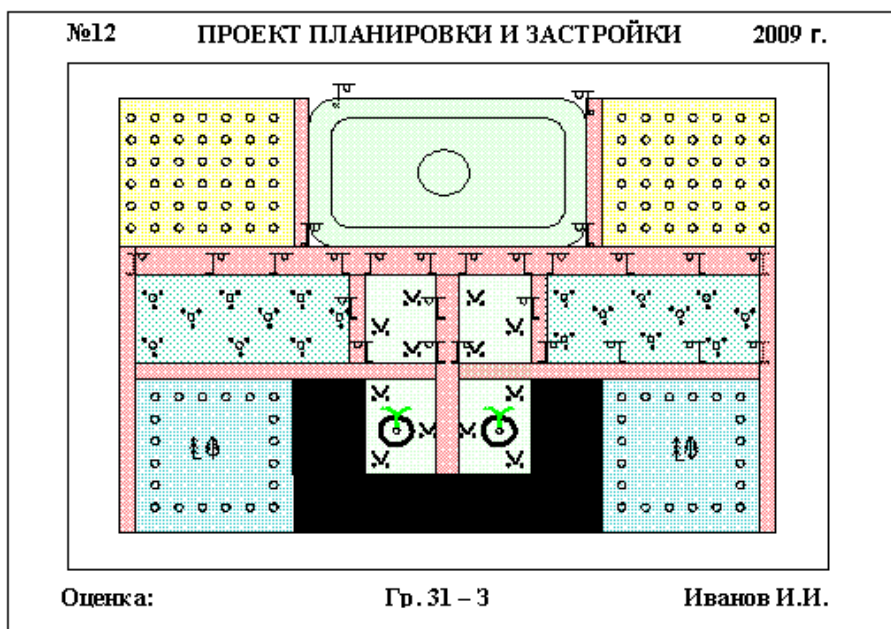 №12 ПРОЕКТ ПЛАНИРОВКИ И ЗАСТРОЙКИ 2009 г.
Оценка: Гр. 31 – 3 Иванов И.И.